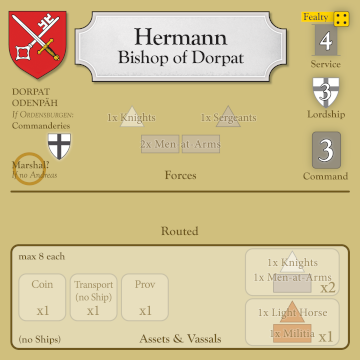 Hermann
Bishop of Dorpat
Fealty
4
Service
3
Lordship
3
Command
DORPAT
ODENPÄH
If Ordensburg:
Commanderies
Marshal?
If no Andreas
1x Knights
1x Sergeants
2x Men-at-Arms
Forces
Routed
max 8 each
Coin
x1
Transport
(no Ship)
x1
Prov
x1
(no Ships)
Assets & Vassals
1x Knights
1x Men-at-Arms
x2
1x Light Horse
1x Militia
x1